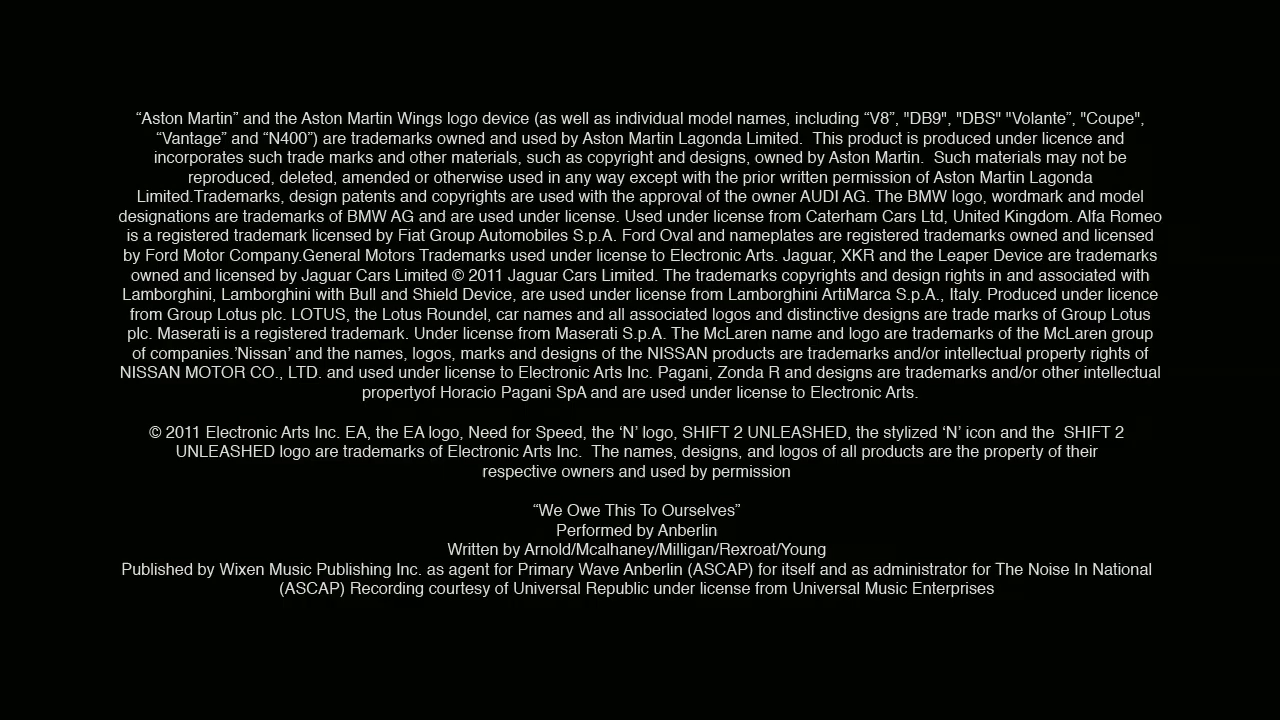 “Aston Martin” and the Aston Martin Wings logo device (as well as individual model names, including “V8”, "DB9", "DBS" "Volante”, "Coupe",
“Vantage” and “N400”) are trademarks owned and used by Aston Martin Lagonda Limited.  This product is produced under licence and
incorporates such trade marks and other materials, such as copyright and designs, owned by Aston Martin.  Such materials may not be
reproduced, deleted, amended or otherwise used in any way except with the prior written permission of Aston Martin Lagonda
Limited.Trademarks, design patents and copyrights are used with the approval of the owner AUDI AG. The BMW logo, wordmark and model
designations are trademarks of BMW AG and are used under license. Used under license from Caterham Cars Ltd, United Kingdom. Alfa Romeo
is a registered trademark licensed by Fiat Group Automobiles S.p.A. Ford Oval and nameplates are registered trademarks owned and licensed
by Ford Motor Company.General Motors Trademarks used under license to Electronic Arts. Jaguar, XKR and the Leaper Device are trademarks
owned and licensed by Jaguar Cars Limited © 2011 Jaguar Cars Limited. The trademarks copyrights and design rights in and associated with
Lamborghini, Lamborghini with Bull and Shield Device, are used under license from Lamborghini ArtiMarca S.p.A., Italy. Produced under licence
from Group Lotus plc. LOTUS, the Lotus Roundel, car names and all associated logos and distinctive designs are trade marks of Group Lotus
plc. Maserati is a registered trademark. Under license from Maserati S.p.A. The McLaren name and logo are trademarks of the McLaren group
of companies.’Nissan’ and the names, logos, marks and designs of the NISSAN products are trademarks and/or intellectual property rights of
NISSAN MOTOR CO., LTD. and used under license to Electronic Arts Inc. Pagani, Zonda R and designs are trademarks and/or other intellectual
propertyof Horacio Pagani SpA and are used under license to Electronic Arts.
© 2011 Electronic Arts Inc. EA, the EA logo, Need for Speed, the ‘N’ logo, SHIFT 2 UNLEASHED, the stylized ‘N’ icon and the  SHIFT 2
UNLEASHED logo are trademarks of Electronic Arts Inc.  The names, designs, and logos of all products are the property of their
respective owners and used by permission
“We Owe This To Ourselves”
Performed by Anberlin
Written by Arnold/Mcalhaney/Milligan/Rexroat/Young
Published by Wixen Music Publishing Inc. as agent for Primary Wave Anberlin (ASCAP) for itself and as administrator for The Noise In National
(ASCAP) Recording courtesy of Universal Republic under license from Universal Music Enterprises